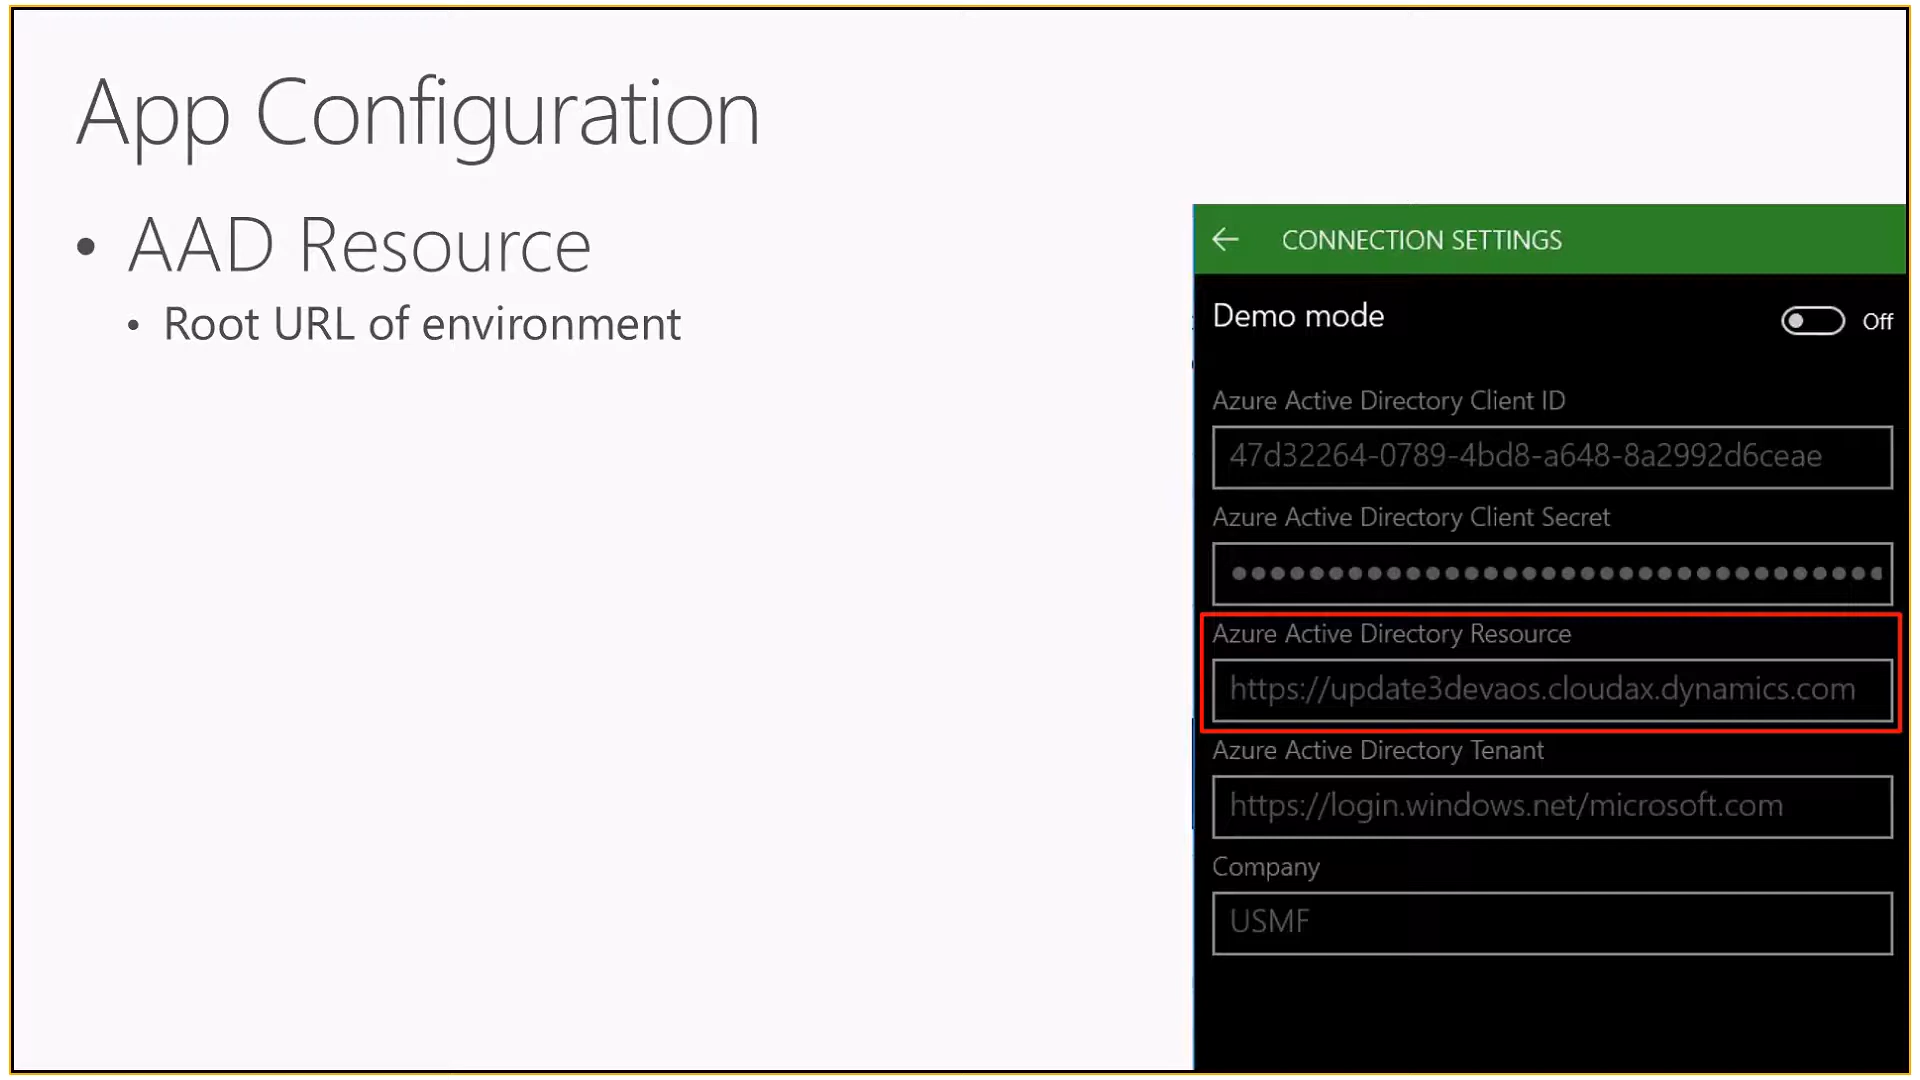 App Configuration
• AAD Resource
• Root URL of environment
CONNECTION SETTINGS
Demo mode
Off
Azure Active Directory Client ID
47d32264-0789-4bd8-a648-8a2992d6ceae
Azure Active Directory Client Secret
Azure Active Directory Resource
https://update3devaos.cloudax.dynamics.com
Azure Active Directory Tenant
https://login.windows.net/microsoft.com
Company
USMF